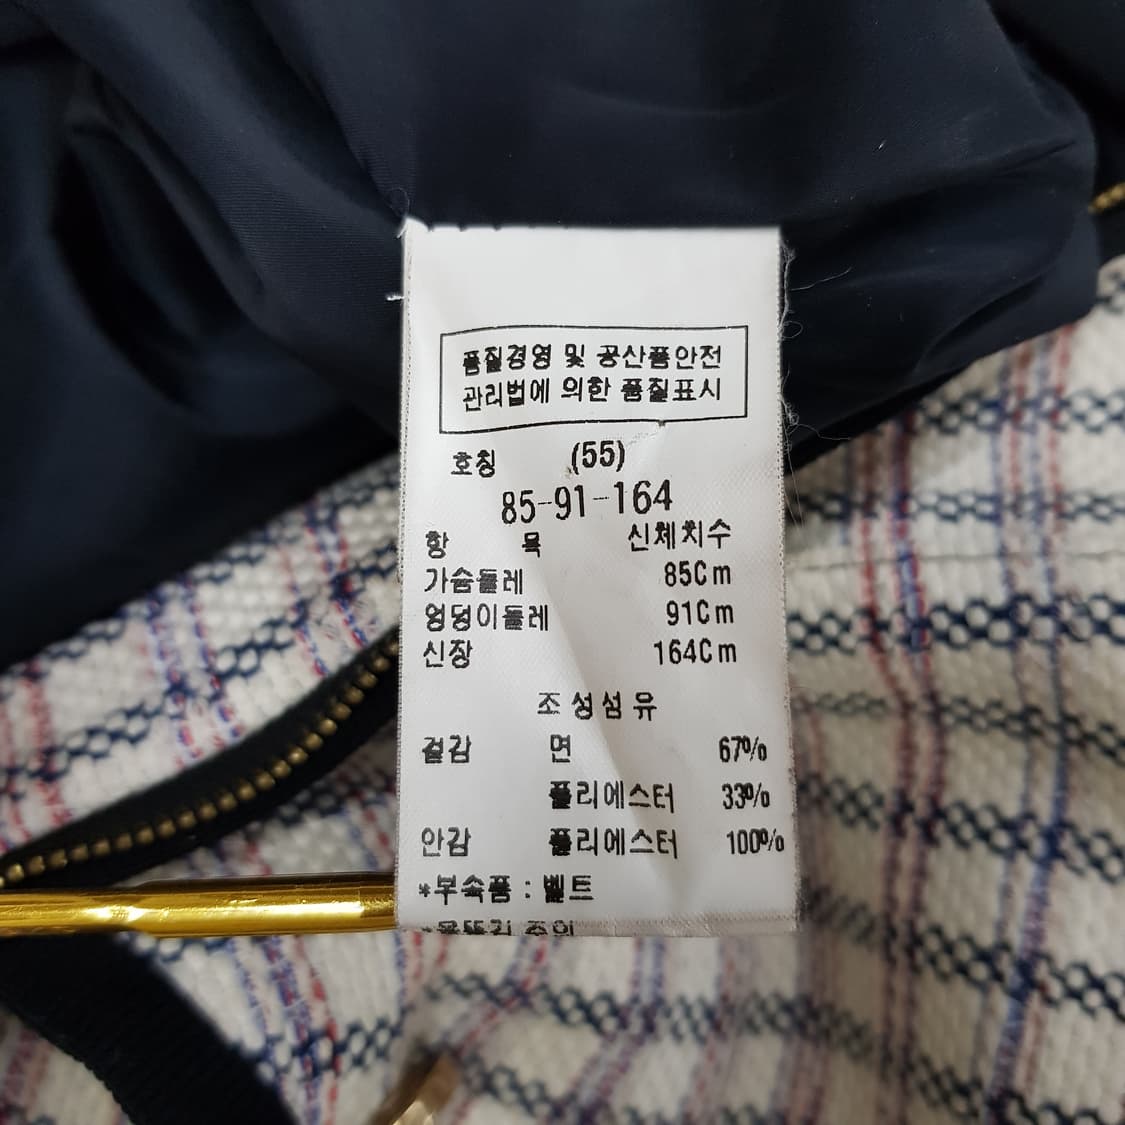 품질경영 및 공산품안전
관리법에 의한 품질표시
호칭 (55)
85-91-164
항 목 신체치수
가슴둘레 85Cm
엉덩이둘레 91Cm
신장 164Cm
조성섬유
겉감 면 67%
폴리에스터 33%
안감 폴리에스터 100%
*부속품 : 벨트